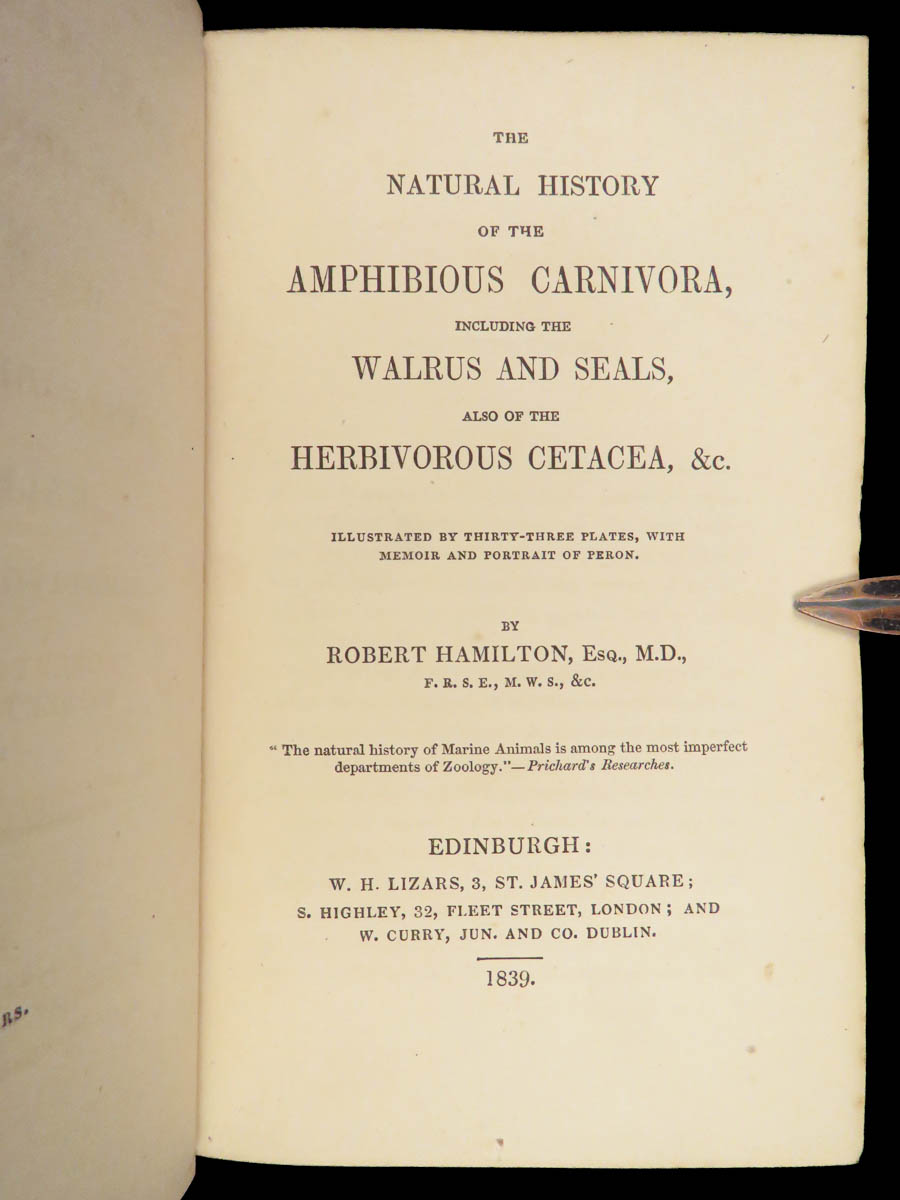 THE
NATURAL HISTORY
OF THE
AMPHIBIOUS CARNIVORA,
INCLUDING THE
WALRUS AND SEALS,
ALSO OF THE
HERBIVOROUS CETACEA, &c.
ILLUSTRATED BY THIRTY-THREE PLATES, WITH
MEMOIR AND PORTRAIT OF PERON.
BY
ROBERT HAMILTON, Esq., M.D.,
F. R. S. E., M. W. S., &c.
“ The natural history of Marine Animals is among the most imperfect
departments of Zoology.”—Prichard's Researches.
EDINBURGH:
W. H. LIZARS, 3, ST. JAMES' SQUARE;
S. HIGHLEY, 32, FLEET STREET, LONDON; AND
W. CURRY, JUN. AND CO. DUBLIN.
1839.